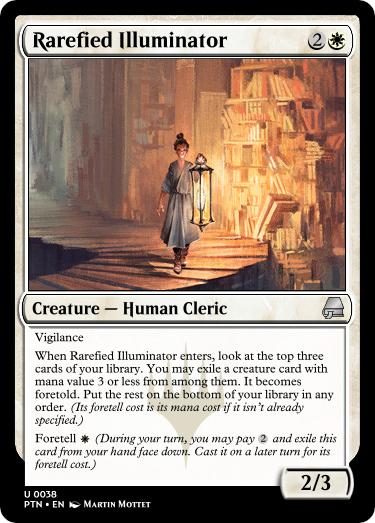 Rarefied Illuminator 2
Creature — Human Cleric
Vigilance
When Rarefied Illuminator enters, look at the top three
cards of your library. You may exile a creature card with
mana value 3 or less from among them. It becomes
foretold. Put the rest on the bottom of your library in any
order. (Its foretell cost is its mana cost if it isn't already
specified.)
Foretell (During your turn, you may pay 2 and exile this
card from your hand face down. Cast it on a later turn for its
foretell cost.)
2/3
U 0038
PTN • EN Martin Mottet